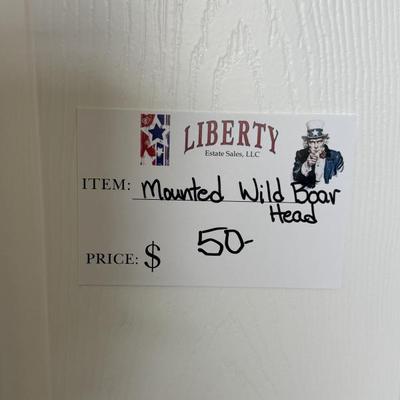 LIBERTY
Estate Sales, LLC
ITEM: Mounted Wild Boar
Head
PRICE: $ 50-